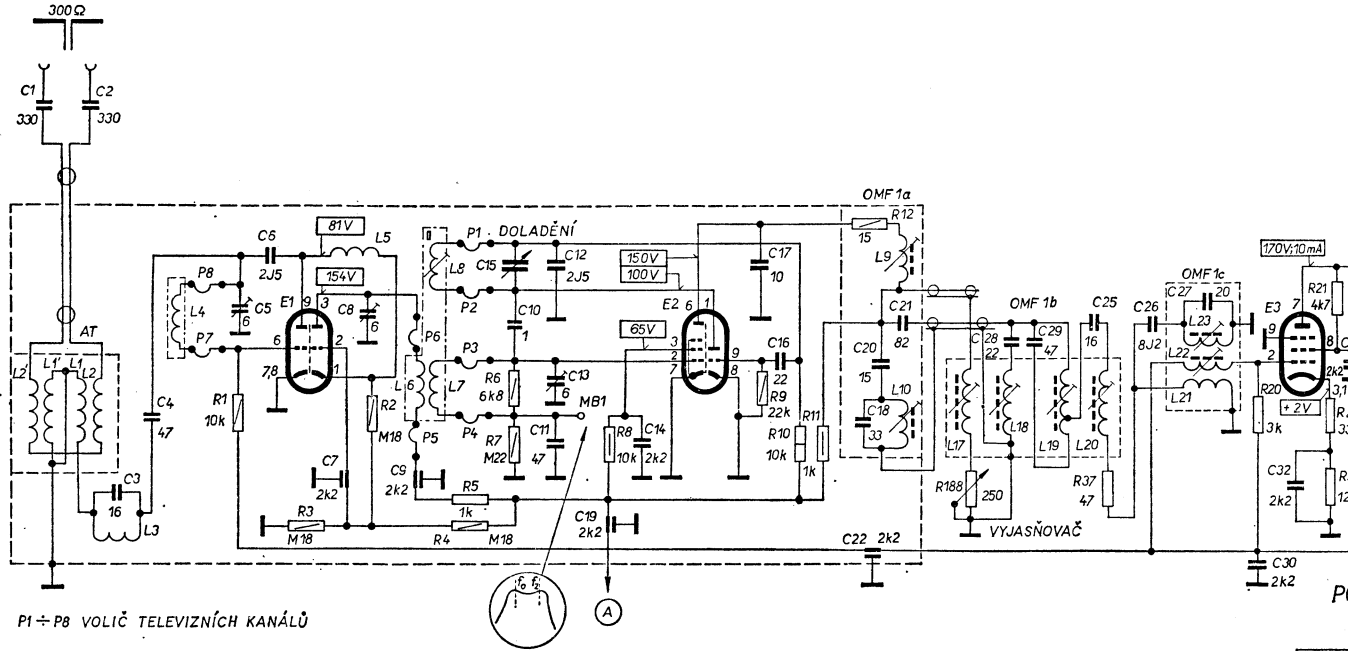 300Ω
C1
330
C2
330
AT
L2'
L1'
L1
L2
C3
16
L3
C4
47
P8
L4
P7
C5
6
C6
2J5
R1
10k
81V
L5
154V
E1
9
3
6
2
7,8
1
C8
6
C7
2k2
R2
M18
R3
M18
R4
M18
R5
1k
C9
2k2
P5
P6
L6
L7
L8
P1
P2
P3
P4
DOLADĚNÍ
C15
C12
2J5
C10
1
R6
6k8
C13
6
R7
M22
C11
47
MB1
f0 f2
65V
150V
100V
E2
6
1
3
2
7
9
8
R8
10k
C14
2k2
C19
2k2
A
C17
10
C16
22
R9
22k
R10
10k
R11
1k
OMF1a
R12
15
L9
C20
15
C21
82
C18
33
L10
C22 2k2
OMF 1b
C28
22
C29
47
C25
16
L17
L18
L19
L20
R188
250
R37
47
VYJASŇOVAČ
C26
8J2
OMF1c
C27
20
L23
L22
L21
R20
3k
C30
2k2
170V;10mA
E3
7
9
2
8
R21
4k7
2k2
3,1
+2V
C32
2k2
P1÷P8 VOLIČ TELEVIZNÍCH KANÁLŮ